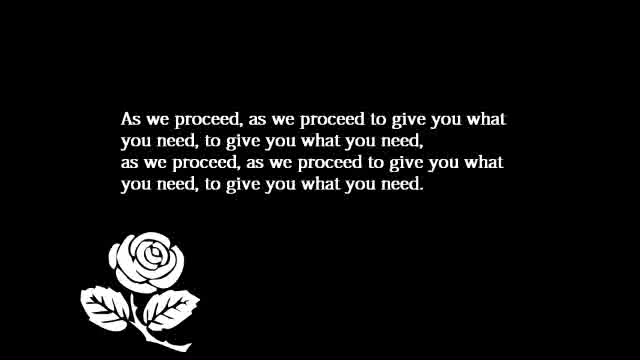 As we proceed, as we proceed to give you what
you need, to give you what you need,
as we proceed, as we proceed to give you what
you need, to give you what you need.